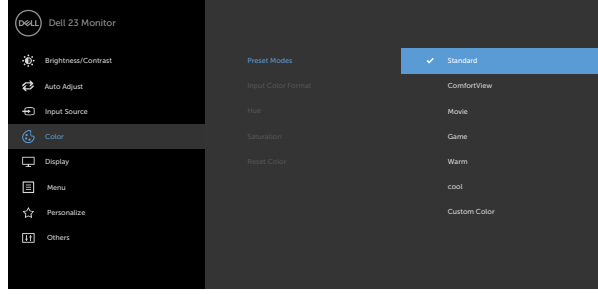 DELL
Dell 23 Monitor
Brightness/Contrast
Auto Adjust
Input Source
Color
Display
Menu
Personalize
Others
Preset Modes
Input Color Format
Hue
Saturation
Reset Color
Standard
ComfortView
Movie
Game
Warm
cool
Custom Color